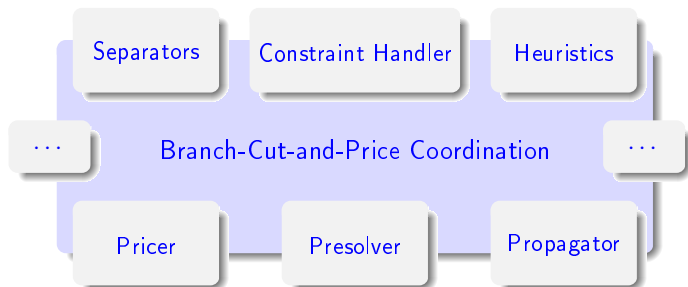 Separators
Constraint Handler
Heuristics
...
Branch-Cut-and-Price Coordination
...
Pricer
Presolver
Propagator